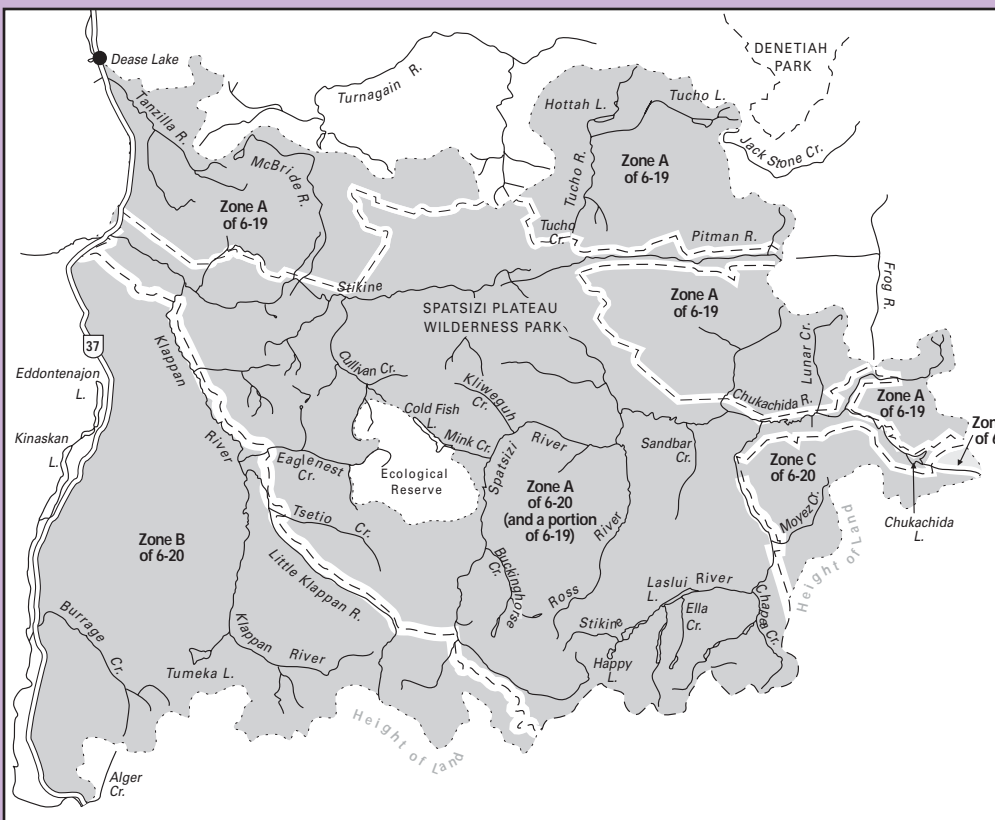 Dease Lake
Tanzilla R.
Turnagain R.
McBride R.
Zone A
of 6-19
Hottah L.
Tucho L.
DENETIAH
PARK
Jack Stone Cr.
Tucho R.
Zone A
of 6-19
Tucho
Cr.
Pitman R.
Frog R.
Stikine
SPATSIZI PLATEAU
WILDERNESS PARK
Zone A
of 6-19
Lunar Cr.
Chukachida R.
Zone A
of 6-19
37
Eddontenajon
L.
Kinaskan
L.
Klappan
River
Cullivan Cr.
Kliweguh
Cr.
Cold Fish
L.
Mink Cr.
Ecological
Reserve
Eaglenest
Cr.
Tsetio Cr.
Little Klappan R.
Spatsizi
River
Sandbar
Cr.
Zone A
of 6-20
(and a portion
of 6-19)
Zone C
of 6-20
Moyez Cr.
Height of Land
Chukachida
L.
Zone B
of 6-20
Buckinghorse
Cr.
Ross
River
Laslui
L.
River
Stikine
Ella
Cr.
Happy
L.
Chapea Cr.
Burrage
Cr.
Klappan River
Tumeka L.
Height of Land
Alger
Cr.